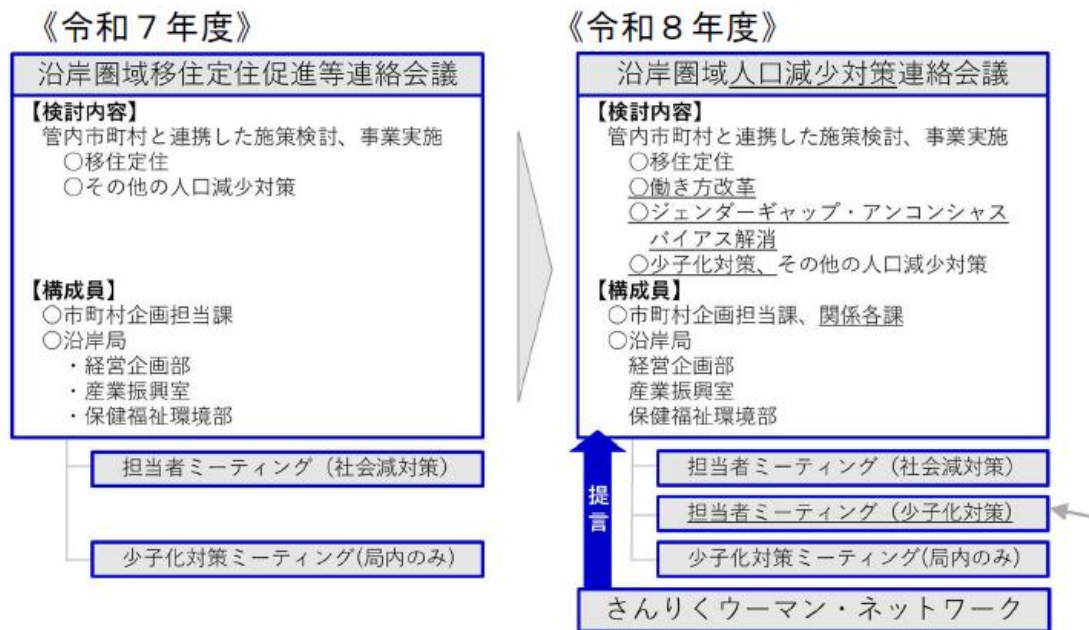 《令和７年度》
沿岸圏域移住定住促進等連絡会議
【検討内容】
管内市町村と連携した施策検討、事業実施
○移住定住
○その他の人口減少対策
【構成員】
○市町村企画担当課
○沿岸局
・経営企画部
・産業振興室
・保健福祉環境部
担当者ミーティング（社会減対策）
少子化対策ミーティング(局内のみ)
《令和８年度》
沿岸圏域人口減少対策連絡会議
【検討内容】
管内市町村と連携した施策検討、事業実施
○移住定住
○働き方改革
○ジェンダーギャップ・アンコンシャス
バイアス解消
○少子化対策、その他の人口減少対策
【構成員】
○市町村企画担当課、関係各課
○沿岸局
経営企画部
産業振興室
保健福祉環境部
提言
担当者ミーティング（社会減対策）
担当者ミーティング（少子化対策）
少子化対策ミーティング(局内のみ)
さんりくウーマン・ネットワーク